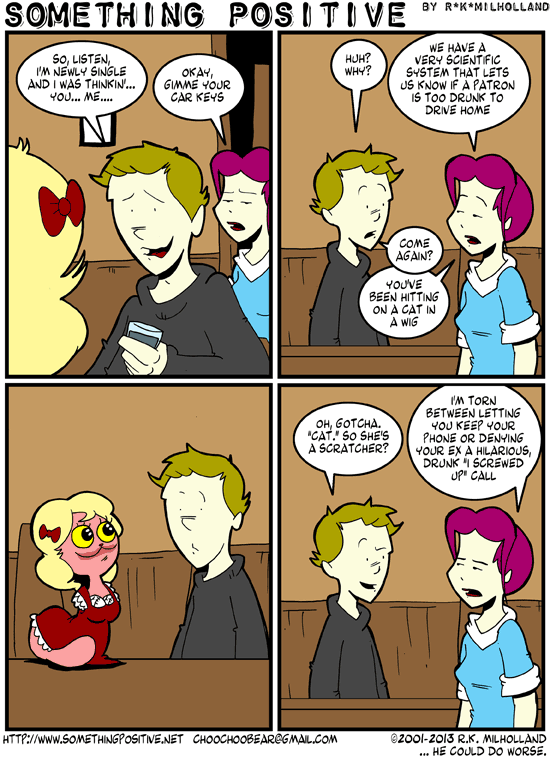 SOMETHING POSITIVE BY R*K*MILHOLLAND
SO, LISTEN,
I'M NEWLY SINGLE
AND I WAS THINKIN'...
YOU... ME....
OKAY,
GIMME YOUR
CAR KEYS
HUH?
WHY?
WE HAVE A
VERY SCIENTIFIC
SYSTEM THAT LETS
US KNOW IF A PATRON
IS TOO DRUNK TO
DRIVE HOME
COME
AGAIN?
YOU'VE
BEEN HITTING
ON A CAT IN
A WIG
OH, GOTCHA.
"CAT." SO SHE'S
A SCRATCHER?
I'M TORN
BETWEEN LETTING
YOU KEEP YOUR
PHONE OR DENYING
YOUR EX A HILARIOUS,
DRUNK "I SCREWED
UP" CALL
HTTP://WWW.SOMETHINGPOSITIVE.NET CHOOCHOOBEAR@GMAIL.COM ©2001-2013 R.K. MILHOLLAND
... HE COULD DO WORSE.